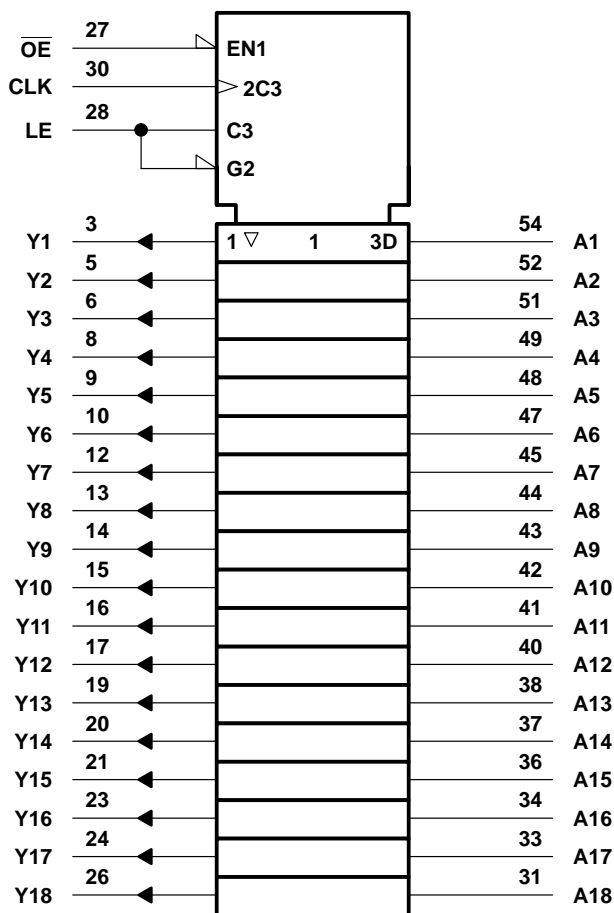 OE 27 EN1
CLK 30 2C3
LE 28 C3
G2
Y1 3 1 ▽ 1 3D 54 A1
Y2 5 52 A2
Y3 6 51 A3
Y4 8 49 A4
Y5 9 48 A5
Y6 10 47 A6
Y7 12 45 A7
Y8 13 44 A8
Y9 14 43 A9
Y10 15 42 A10
Y11 16 41 A11
Y12 17 40 A12
Y13 19 38 A13
Y14 20 37 A14
Y15 21 36 A15
Y16 23 34 A16
Y17 24 33 A17
Y18 26 31 A18